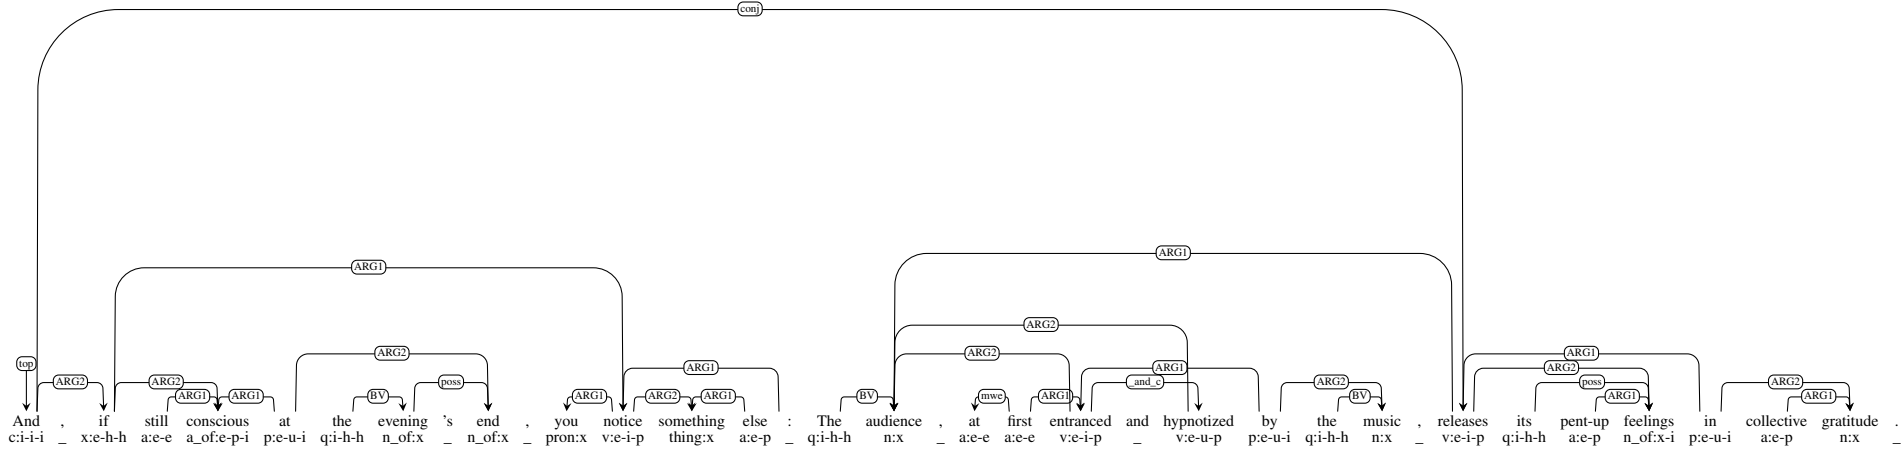 conj
ARG1
ARG1
ARG2
top
ARG2
ARG2
ARG1
ARG1
ARG1
ARG2
ARG2
poss
_and_c
ARG2
poss
ARG2
ARG1
ARG1
BV
ARG1
ARG2
ARG1
BV
mwe
ARG1
BV
ARG1
ARG1
And , if still conscious at the evening 's end , you notice something else : The audience , at first entranced and hypnotized by the music , releases its pent-up feelings in collective gratitude .
c:i-i-i _ x:e-h-h a:e-e a_of:e-p-i p:e-u-i q:i-h-h n_of:x _ n_of:x _ pron:x v:e-i-p thing:x a:e-p _ q:i-h-h n:x _ a:e-e a:e-e v:e-i-p _ v:e-u-p p:e-u-i q:i-h-h n:x _ v:e-i-p q:i-h-h a:e-p n_of:x-i p:e-u-i a:e-p n:x _